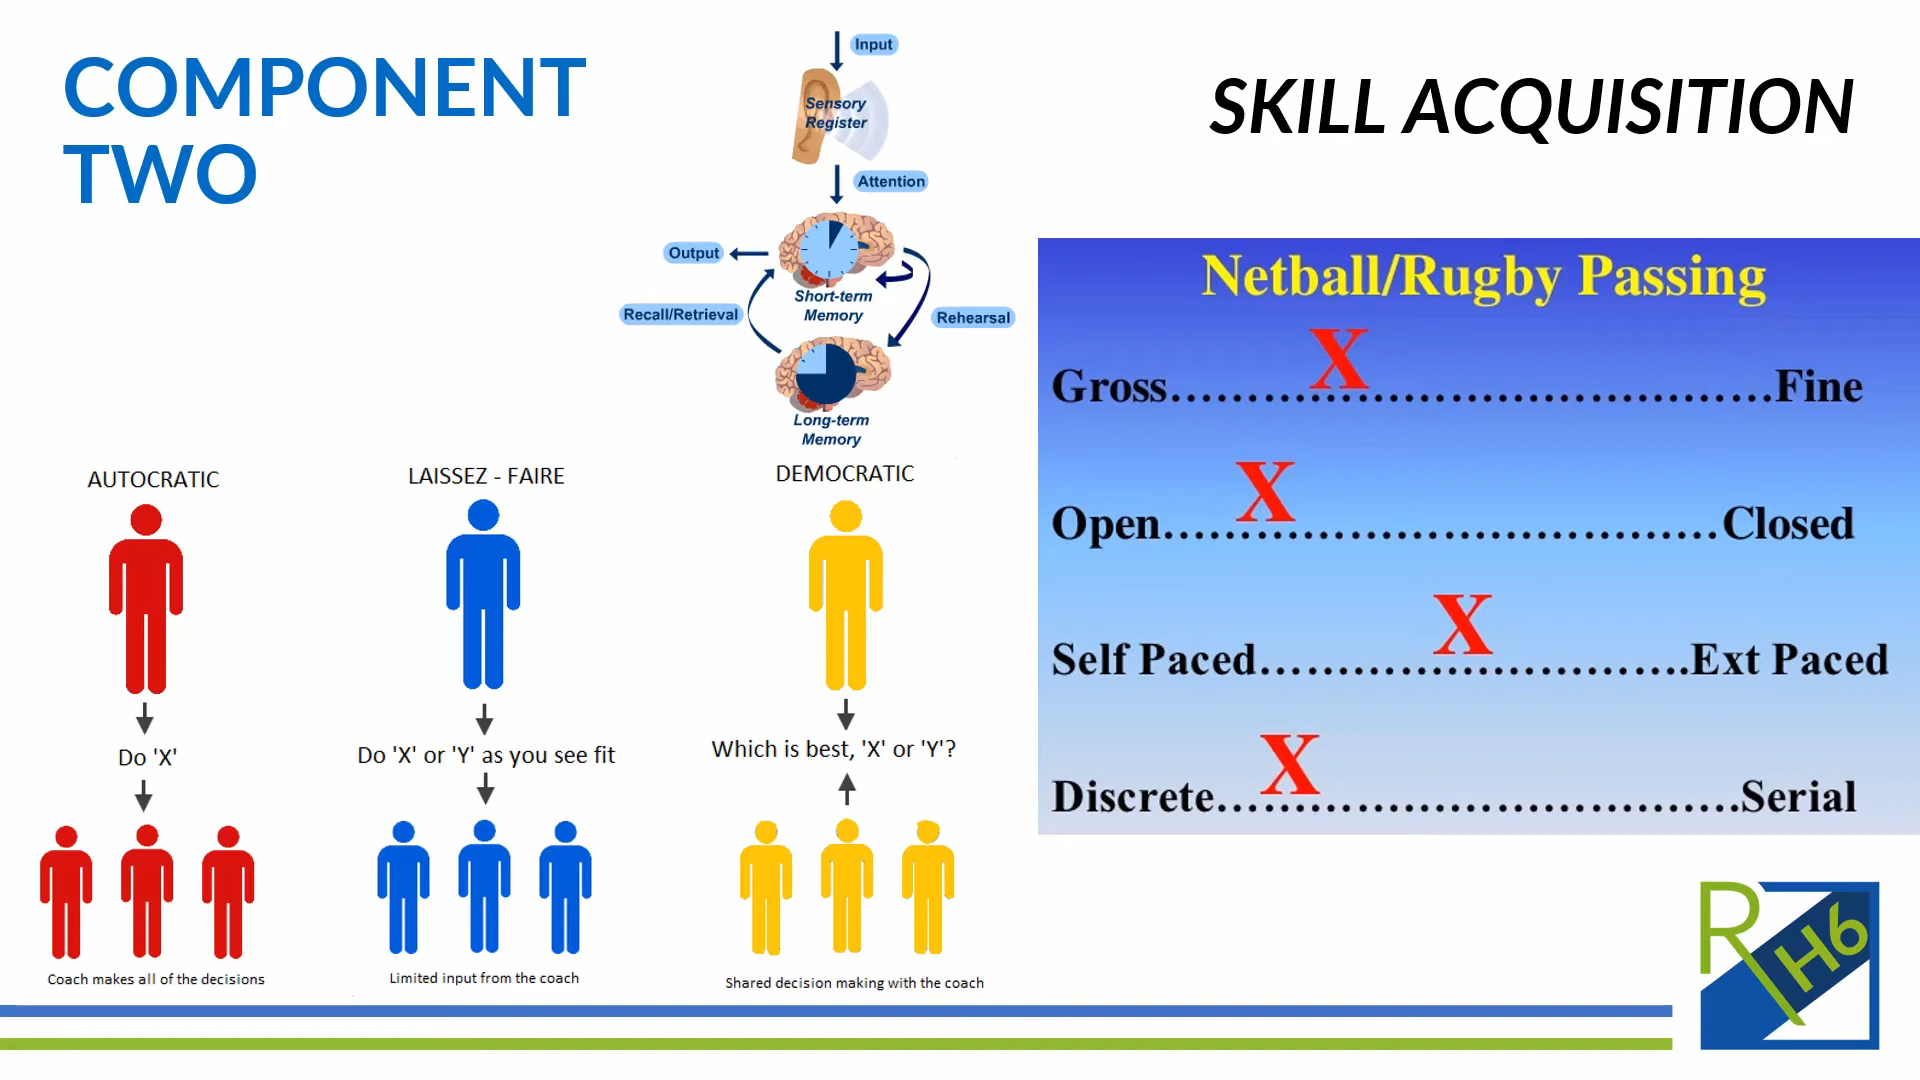 COMPONENT
TWO
SKILL ACQUISITION
Input
Sensory
Register
Attention
Output
Short-term
Memory
Recall/Retrieval
Rehearsal
Long-term
Memory
Netball/Rugby Passing
X
Gross.......................................Fine
X
Open....................................Closed
X
Self Paced............................Ext Paced
X
Discrete..................................Serial
AUTOCRATIC
Do 'X'
Coach makes all of the decisions
LAISSEZ - FAIRE
Do 'X' or 'Y' as you see fit
Limited input from the coach
DEMOCRATIC
Which is best, 'X' or 'Y'?
Shared decision making with the coach
R H6